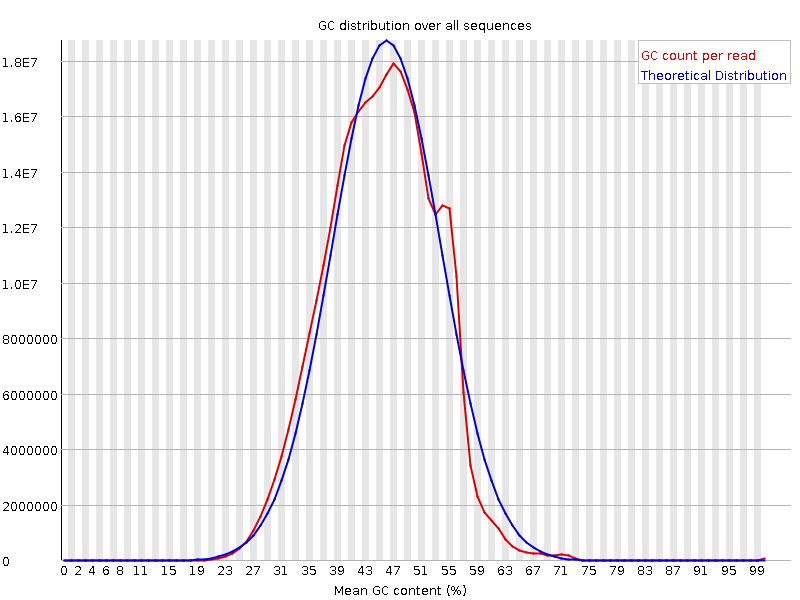 GC distribution over all sequences
GC count per read
Theoretical Distribution
1.8E7
1.6E7
1.4E7
1.2E7
1.0E7
8000000
6000000
4000000
2000000
0
0 2 4 6 8 11 15 19 23 27 31 35 39 43 47 51 55 59 63 67 71 75 79 83 87 91 95 99
Mean GC content (%)